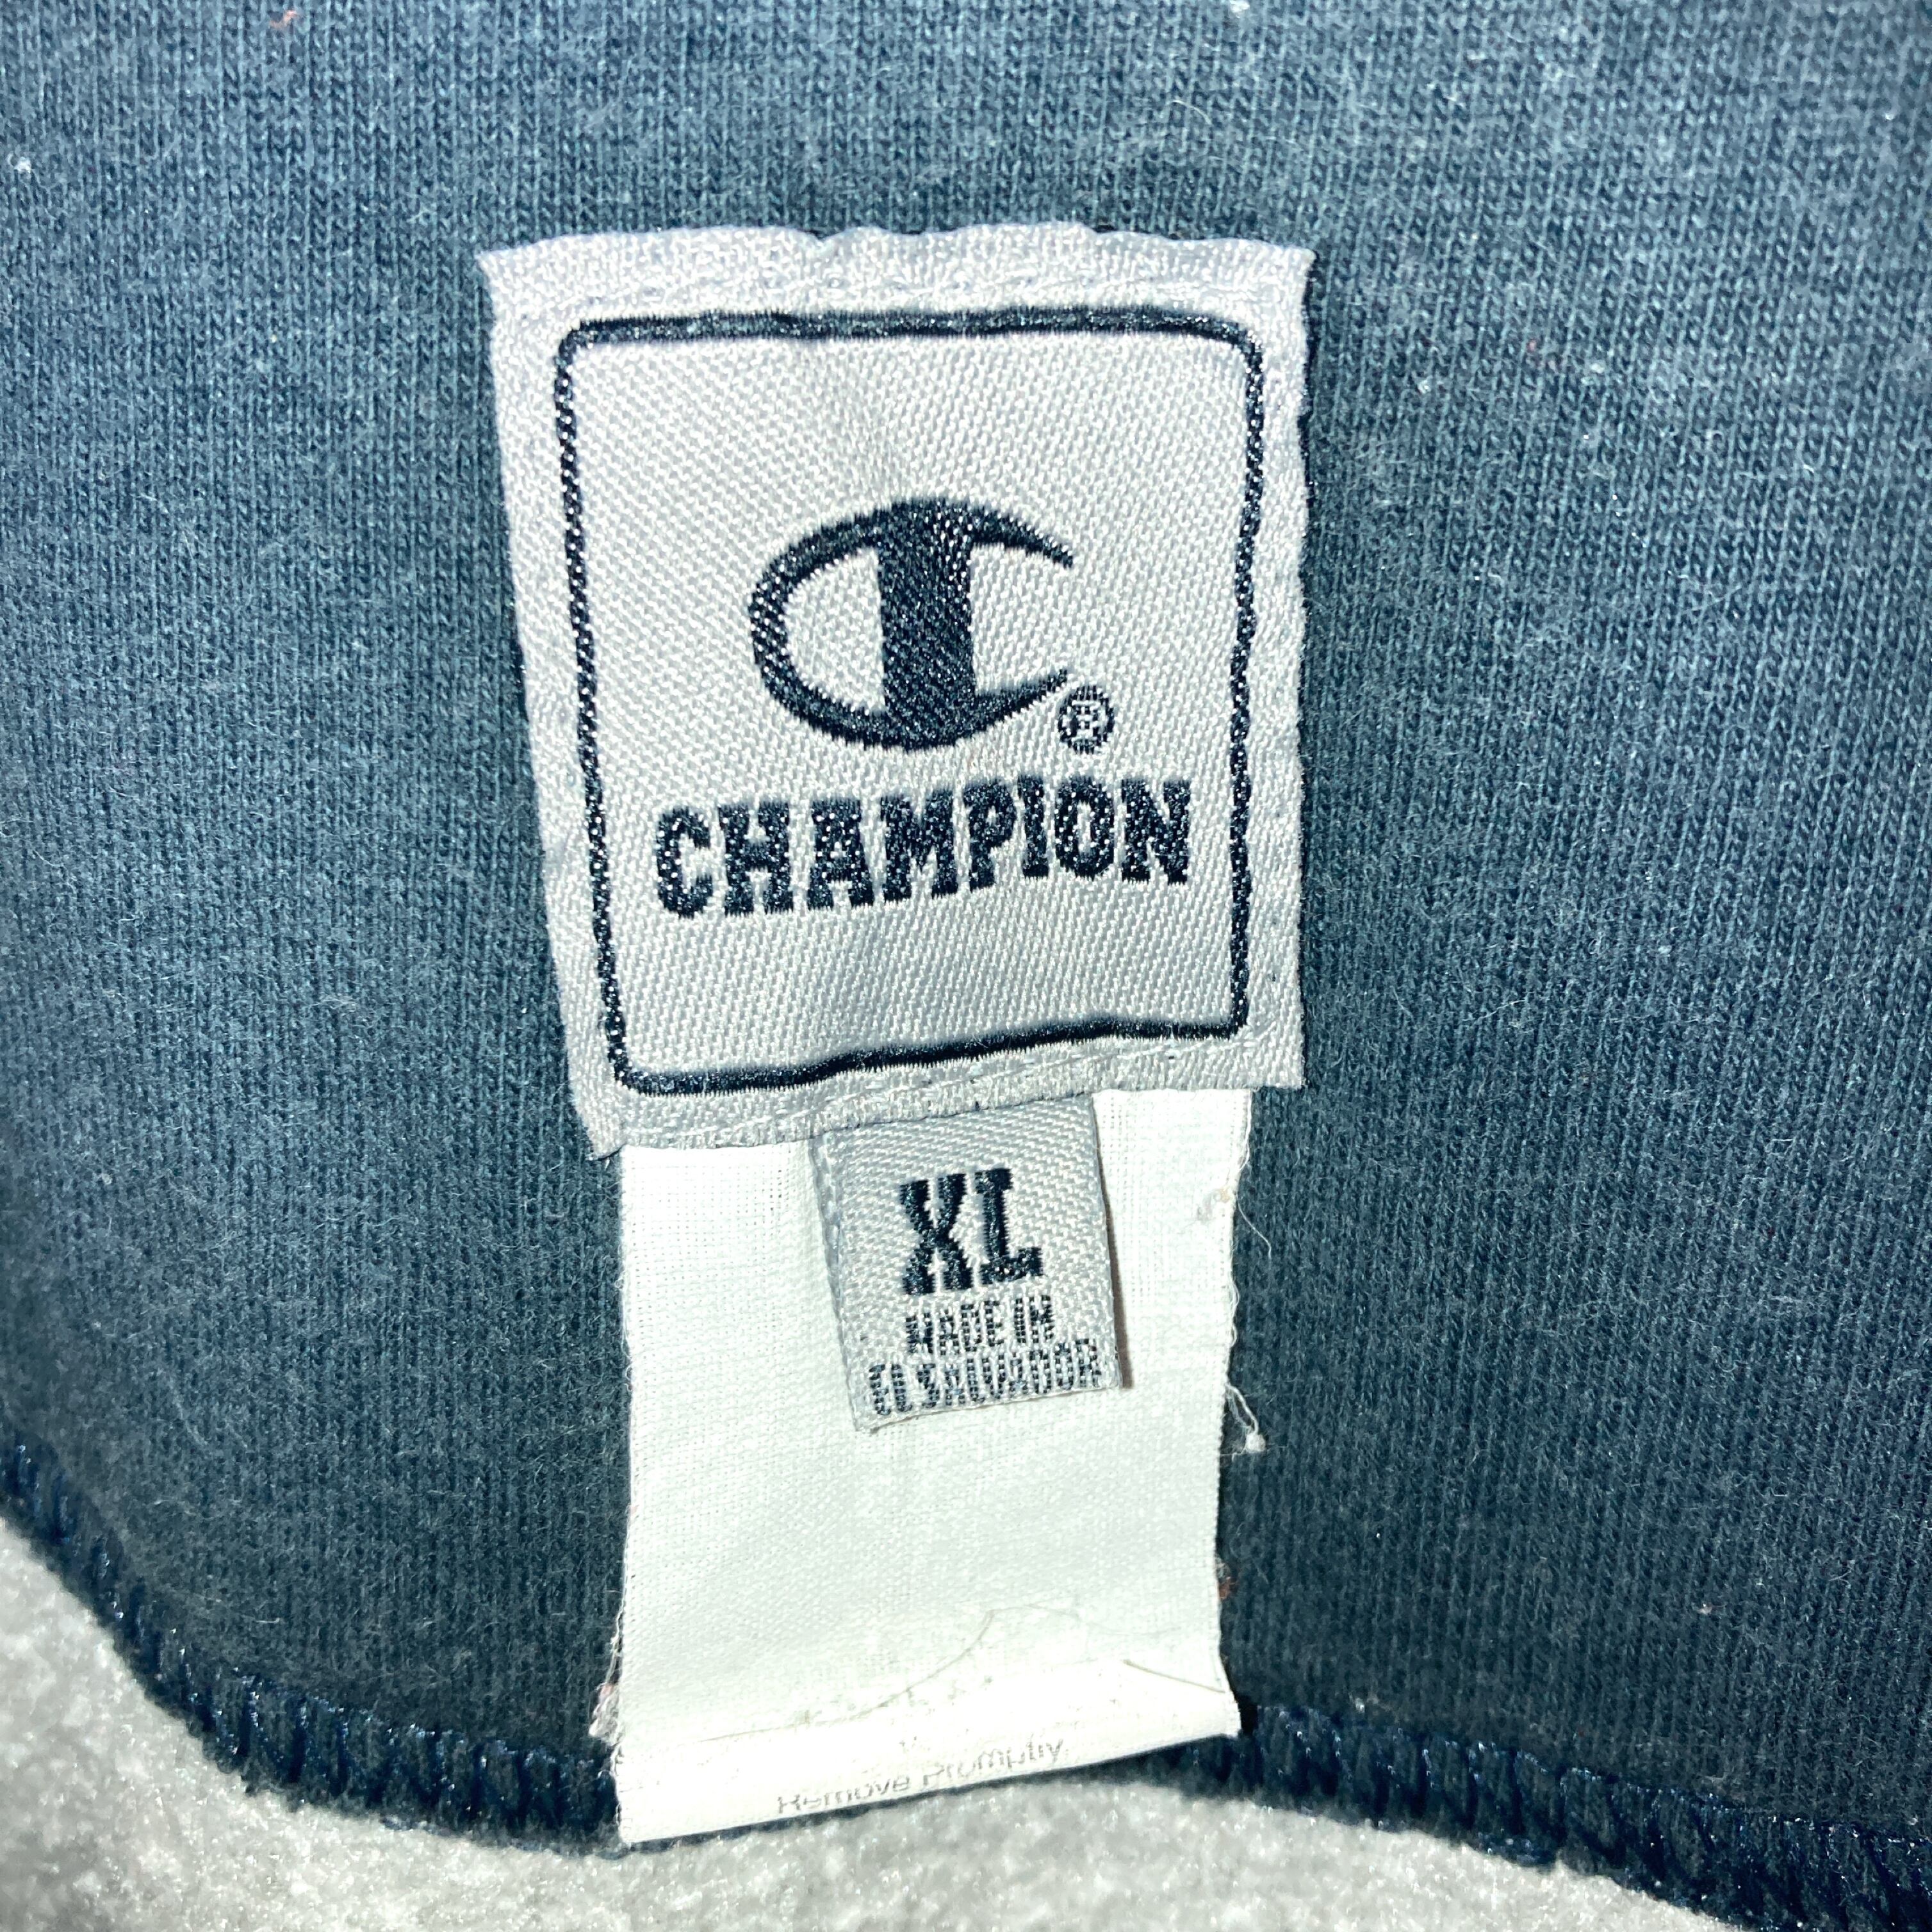 C®
CHAMPION
XL
MADE IN
EL SALVADOR
Remove Promptly